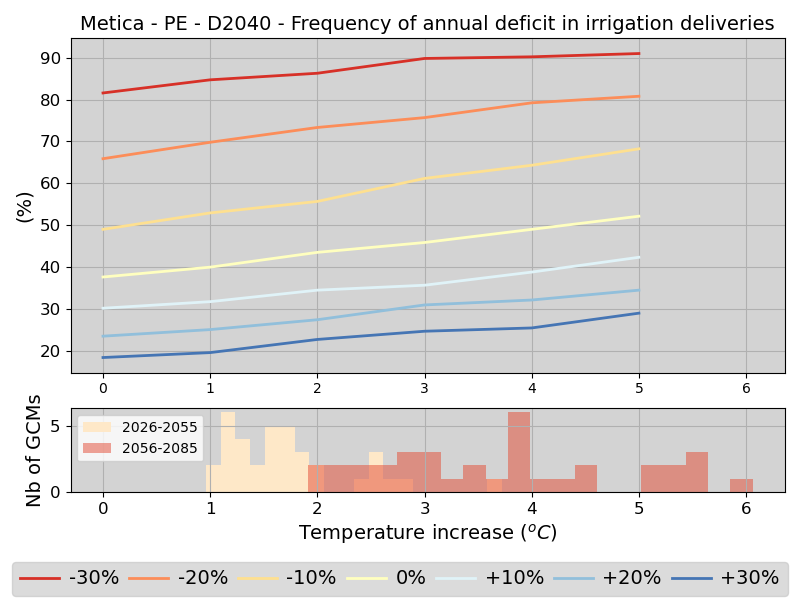 Metica - PE - D2040 - Frequency of annual deficit in irrigation deliveries
(%)
90
80
70
60
50
40
30
20
0 1 2 3 4 5 6
Nb of GCMs
5
0
2026-2055
2056-2085
0 1 2 3 4 5 6
Temperature increase (°C)
-30% -20% -10% 0% +10% +20% +30%